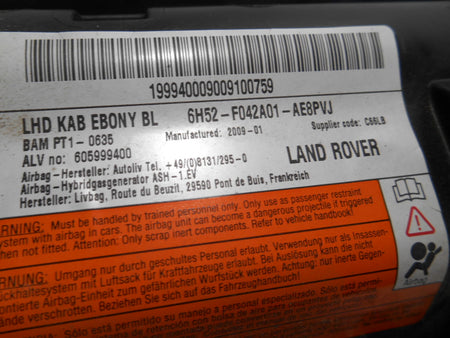 199940009009100759
LHD KAB EBONY BL 6H52-F042A01-AE8PVJ
BAM PT1-0635 Manufactured: 2009-01 Supplier code: C66LB
ALV no: 605999400
LAND ROVER
Airbag-Hersteller: Autoliv Tel. +49/(0)8131/295-0
Airbag-Hybridgasgenerator ASH-1.EV
Hersteller: Livbag, Route du Beuzit, 29590 Pont de Buis, Frankreich
WARNING: Must be handled by trained personnel only. Only use as passenger restraint
system with airbag in cars. The airbag unit can cause a dangerous projectile if
when not fitted. Attention: Only scrap inert components. Refer to vehicle handbook!
WARNUNG: Umgang nur durch geschultes Personal erlaubt. Verwendung nur als Insassen-
rückhaltesystem mit Luftsack für Kraftfahrzeuge erlaubt. Bei Auslösung kann die nicht
montierte Airbag-Einheit zum gefährlichen Wurfstück werden. Achtung: nur inerte Gegen-
stände verschrotten. Beziehen Sie sich auf das Fahrzeughandbuch!
Sólo está permitido su manejo a personal especializado. Sólo está permitido
Airbag